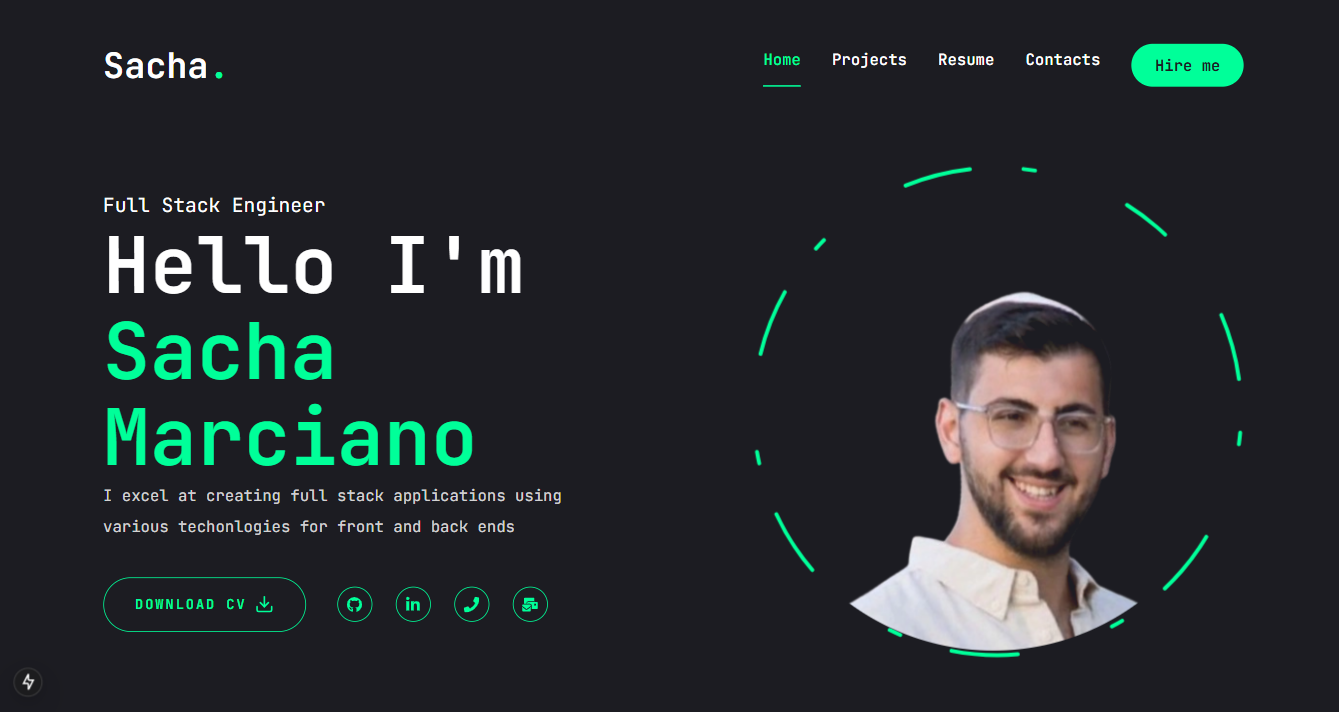 Sacha.
Home Projects Resume Contacts Hire me
Full Stack Engineer
Hello I'm
Sacha
Marciano
I excel at creating full stack applications using
various techonlogies for front and back ends
DOWNLOAD CV
in